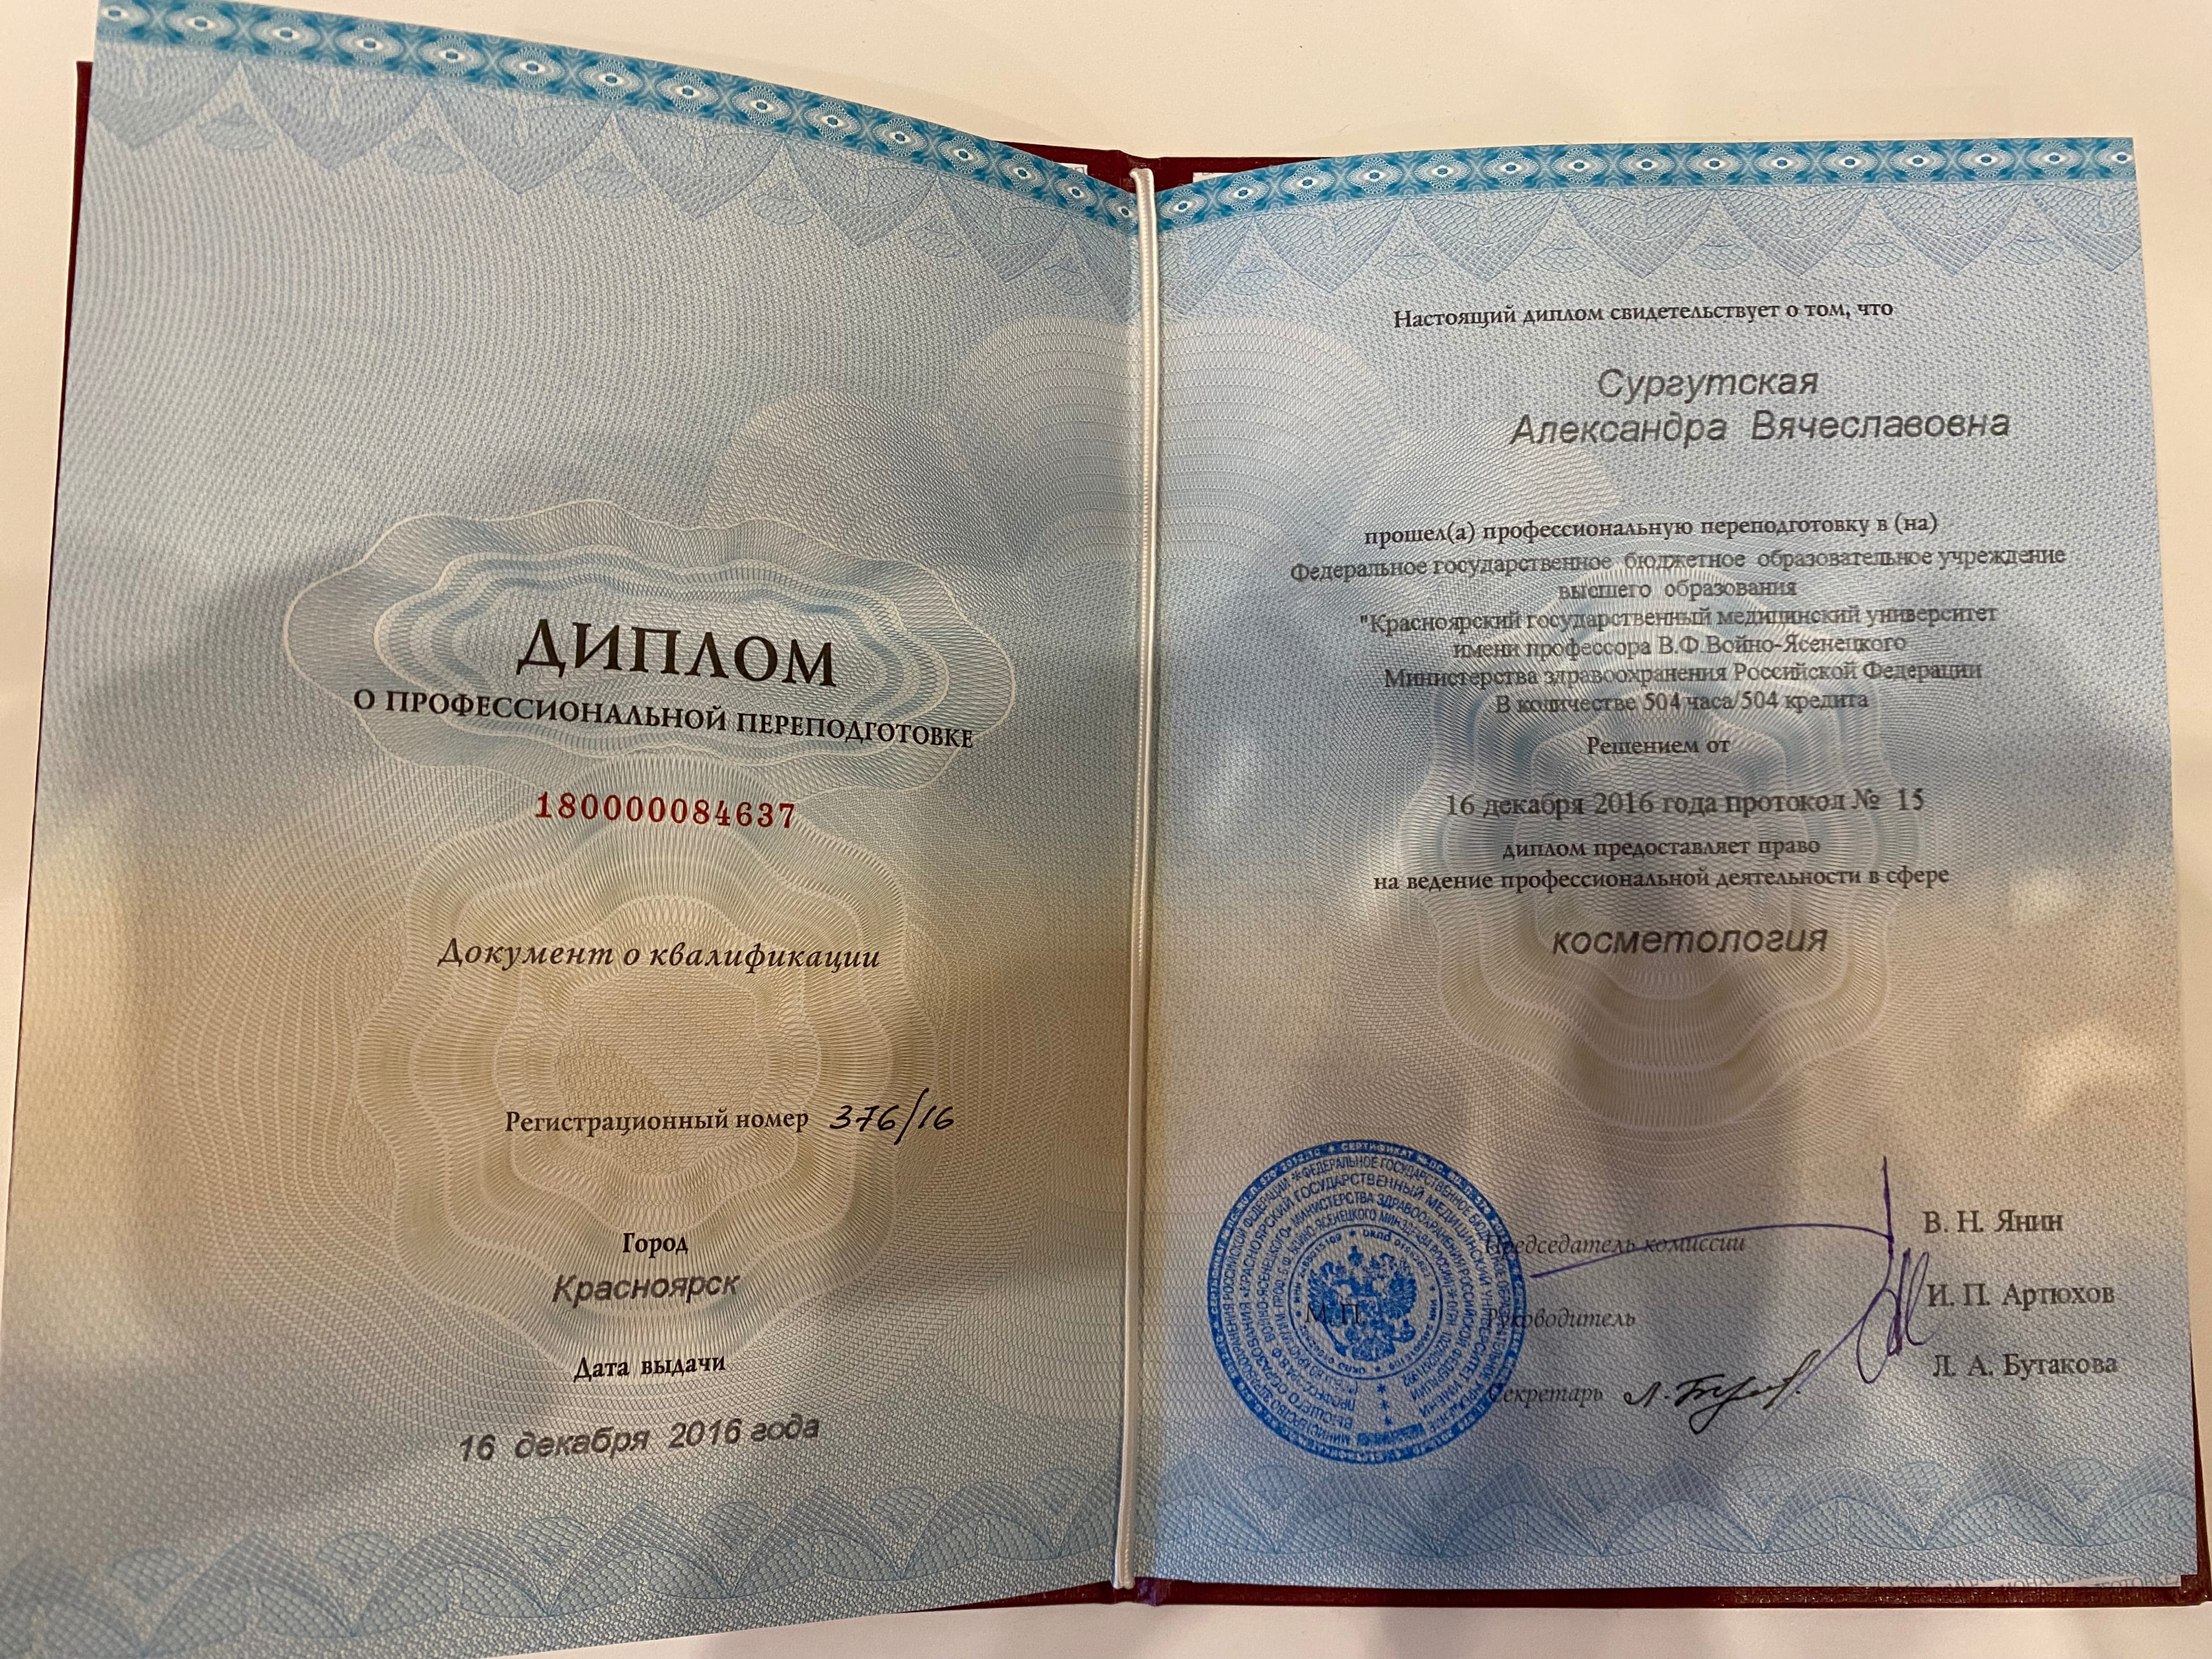 ДИПЛОМ
О ПРОФЕССИОНАЛЬНОЙ ПЕРЕПОДГОТОВКЕ
180000084637
Документ о квалификации
Регистрационный номер 376/16
Город
Красноярск
Дата выдачи
16 декабря 2016 года
Настоящий диплом свидетельствует о том, что
Сургутская
Александра Вячеславовна
прошел(а) профессиональную переподготовку в (на)
Федеральное государственное бюджетное образовательное учреждение
высшего образования
"Красноярский государственный медицинский университет
имени профессора В.Ф.Войно-Ясенецкого
Министерства здравоохранения Российской Федерации
В количестве 504 часа/504 кредита
Решением от
16 декабря 2016 года протокол № 15
диплом предоставляет право
на ведение профессиональной деятельности в сфере
косметология
В. Н. Янин
Председатель комиссии
И. П. Артюхов
М. П.
Руководитель
Л. А. Бутакова
Секретарь